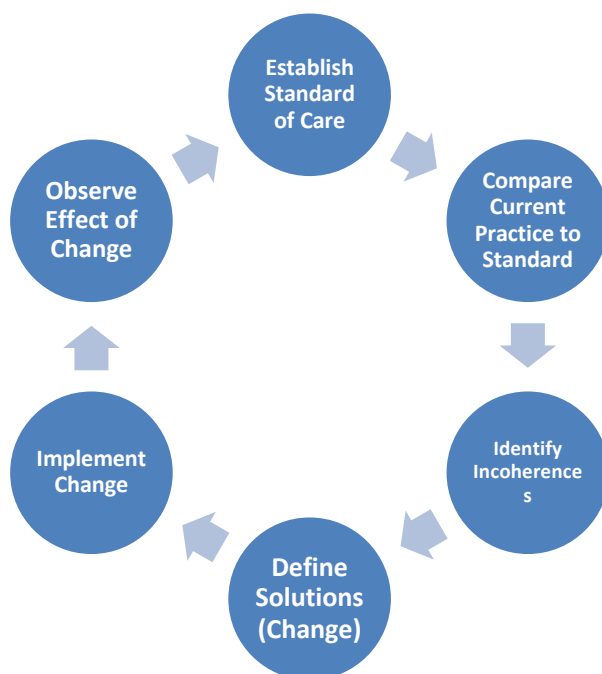 Establish
Standard
of Care
Compare
Current
Practice to
Standard
Identify
Incoherence
s
Define
Solutions
(Change)
Implement
Change
Observe
Effect of
Change